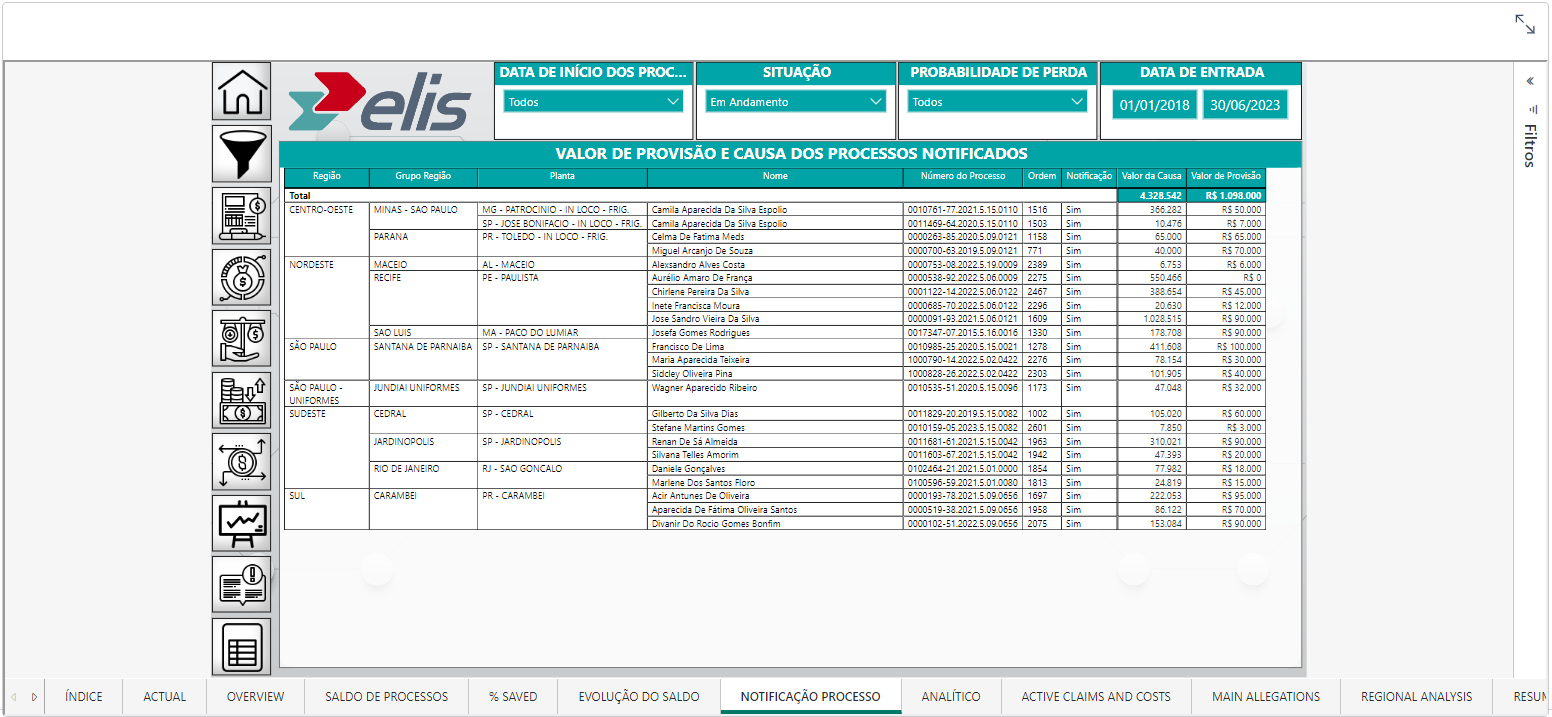 elis
DATA DE INÍCIO DOS PROC... SITUAÇÃO PROBABILIDADE DE PERDA DATA DE ENTRADA
Todos Em Andamento Todos 01/01/2018 30/06/2023
Filtros
VALOR DE PROVISÃO E CAUSA DOS PROCESSOS NOTIFICADOS
Região Grupo Região Planta Nome Número do Processo Ordem Notificação Valor da Causa Valor de Provisão
Total 4.328.542 R$ 1.098.000
CENTRO-OESTE MINAS - SAO PAULO MG - PATROCINIO - IN LOCO - FRIG. Camila Aparecida Da Silva Espolio 0010761-77.2021.5.15.0110 1516 Sim 366.282 R$ 50.000
SP - JOSE BONIFACIO - IN LOCO - FRIG. Camila Aparecida Da Silva Espolio 0011469-64.2020.5.15.0110 1503 Sim 10.476 R$ 7.000
PARANA PR - TOLEDO - IN LOCO - FRIG. Celma De Fatima Meds 0000263-85.2020.5.09.0121 1158 Sim 65.000 R$ 65.000
Miguel Arcanjo De Souza 0000700-63.2019.5.09.0121 771 Sim 40.000 R$ 70.000
NORDESTE MACEIO AL - MACEIO Alexsandro Alves Costa 0000753-08.2022.5.19.0009 2389 Sim 6.753 R$ 6.000
RECIFE PE - PAULISTA Aurélio Amaro De França 0000538-92.2022.5.06.0009 2275 Sim 550.466 R$ 0
Chirlene Pereira Da Silva 0001122-14.2022.5.06.0122 2467 Sim 388.654 R$ 45.000
Inete Francisca Moura 0000685-70.2022.5.06.0122 2296 Sim 20.630 R$ 12.000
Jose Sandro Vieira Da Silva 0000091-93.2021.5.06.0121 1609 Sim 1.028.515 R$ 90.000
SAO LUIS MA - PACO DO LUMIAR Josefa Gomes Rodrigues 0017347-07.2015.5.16.0016 1330 Sim 178.708 R$ 90.000
SÃO PAULO SANTANA DE PARNAIBA SP - SANTANA DE PARNAIBA Francisco De Lima 0010985-25.2020.5.15.0021 1278 Sim 411.608 R$ 100.000
Maria Aparecida Teixeira 1000790-14.2022.5.02.0422 2276 Sim 78.154 R$ 30.000
Sidcley Oliveira Pina 1000828-26.2022.5.02.0422 2303 Sim 101.905 R$ 40.000
SÃO PAULO - JUNDIAI UNIFORMES SP - JUNDIAI UNIFORMES Wagner Aparecido Ribeiro 0010535-51.2020.5.15.0096 1173 Sim 47.048 R$ 32.000
UNIFORMES
SUDESTE CEDRAL SP - CEDRAL Gilberto Da Silva Dias 0011829-20.2019.5.15.0082 1002 Sim 105.020 R$ 60.000
Stefane Martins Gomes 0010159-05.2023.5.15.0082 2601 Sim 7.850 R$ 3.000
JARDINOPOLIS SP - JARDINOPOLIS Renan De Sá Almeida 0011681-61.2021.5.15.0042 1963 Sim 310.021 R$ 90.000
Silvana Telles Amorim 0011603-67.2021.5.15.0042 1942 Sim 47.393 R$ 20.000
RIO DE JANEIRO RJ - SAO GONCALO Daniele Gonçalves 0102464-21.2021.5.01.0000 1854 Sim 77.982 R$ 18.000
Marlene Dos Santos Floro 0100596-59.2021.5.01.0080 1813 Sim 24.819 R$ 15.000
SUL CARAMBEI PR - CARAMBEI Acir Antunes De Oliveira 0000193-78.2021.5.09.0656 1697 Sim 222.053 R$ 95.000
Aparecida De Fátima Oliveira Santos 0000519-38.2021.5.09.0656 1958 Sim 86.122 R$ 70.000
Divanir Do Rocio Gomes Bonfim 0000102-51.2022.5.09.0656 2075 Sim 153.084 R$ 90.000
ÍNDICE ACTUAL OVERVIEW SALDO DE PROCESSOS % SAVED EVOLUÇÃO DO SALDO NOTIFICAÇÃO PROCESSO ANALÍTICO ACTIVE CLAIMS AND COSTS MAIN ALLEGATIONS REGIONAL ANALYSIS RESUM